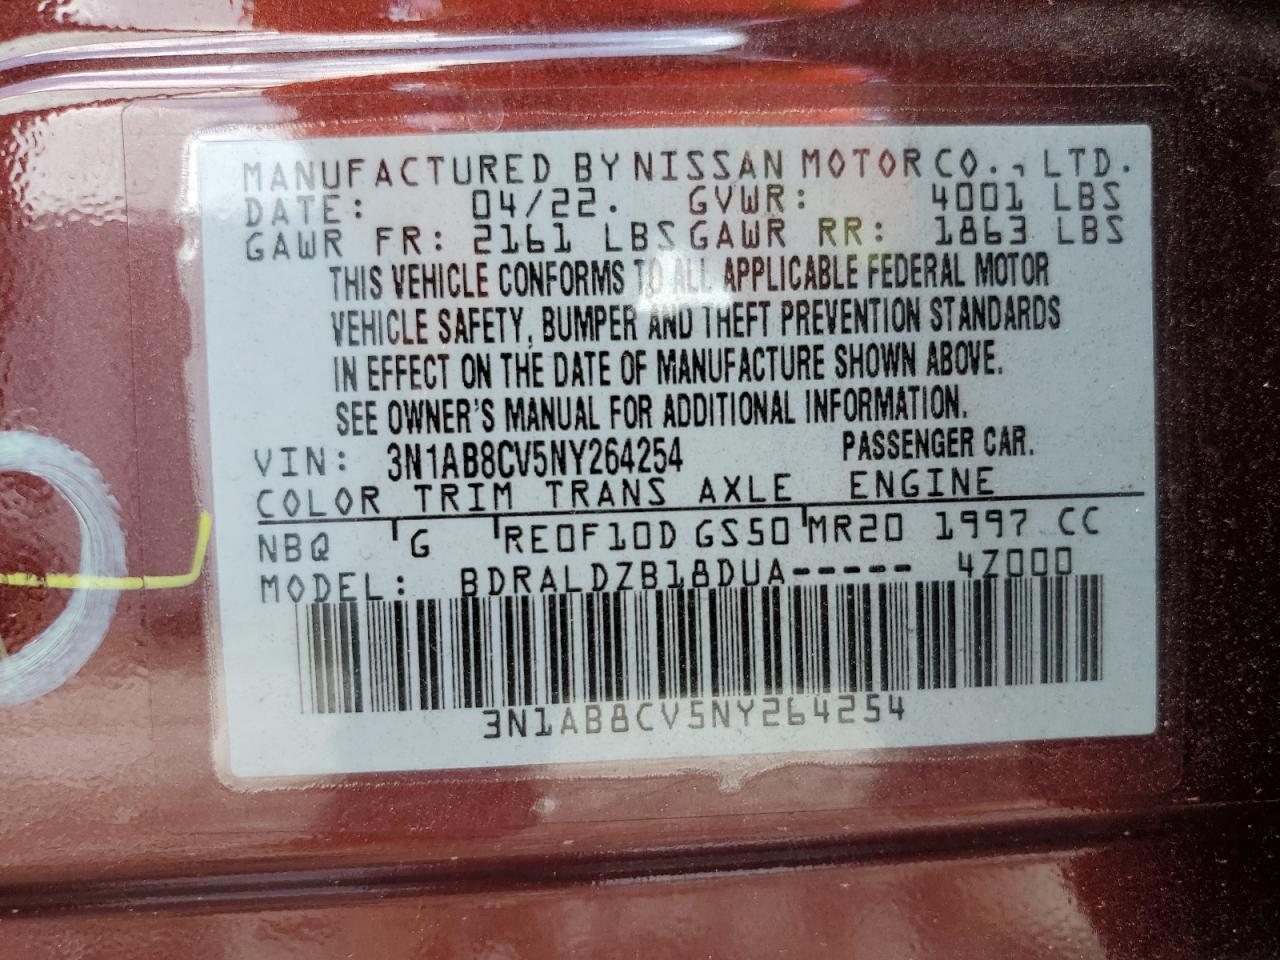 MANUFACTURED BY NISSAN MOTOR CO., LTD.
DATE: 04/22. GVWR: 4001 LBS
GAWR FR: 2161 LBS GAWR RR: 1863 LBS
THIS VEHICLE CONFORMS TO ALL APPLICABLE FEDERAL MOTOR
VEHICLE SAFETY, BUMPER AND THEFT PREVENTION STANDARDS
IN EFFECT ON THE DATE OF MANUFACTURE SHOWN ABOVE.
SEE OWNER'S MANUAL FOR ADDITIONAL INFORMATION.
VIN: 3N1AB8CV5NY264254 PASSENGER CAR.
COLOR TRIM TRANS AXLE ENGINE
NBQ G RE0F10D GS50 MR20 1997 CC
MODEL: BDRALDZB18DUA----- 4Z000
3N1AB8CV5NY264254